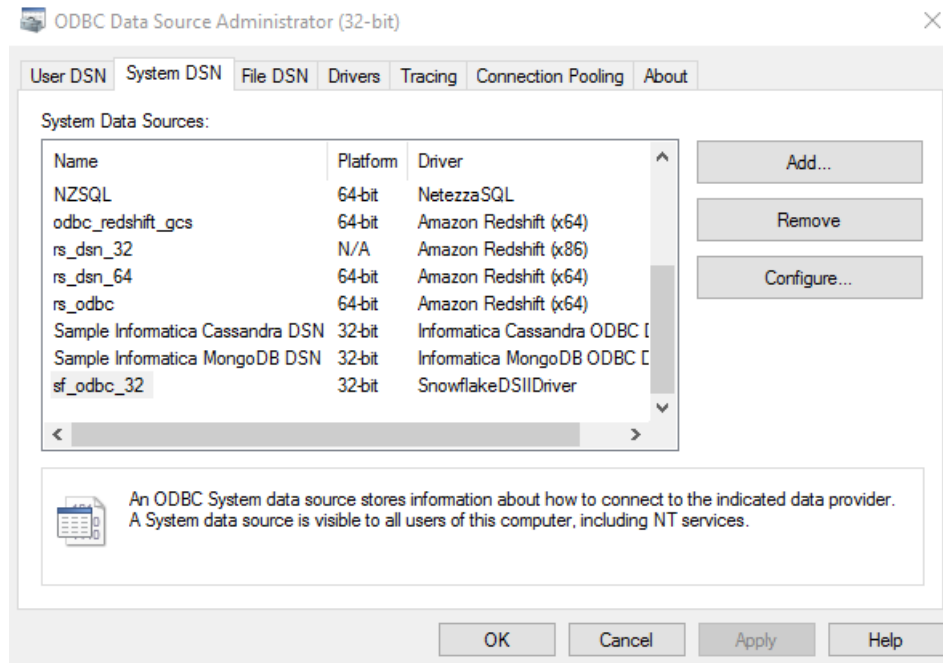 ODBC Data Source Administrator (32-bit)
User DSN System DSN File DSN Drivers Tracing Connection Pooling About
System Data Sources:
Name Platform Driver
NZSQL 64-bit NetezzaSQL
odbc_redshift_gcs 64-bit Amazon Redshift (x64)
rs_dsn_32 N/A Amazon Redshift (x86)
rs_dsn_64 64-bit Amazon Redshift (x64)
rs_odbc 64-bit Amazon Redshift (x64)
Sample Informatica Cassandra DSN 32-bit Informatica Cassandra ODBC
Sample Informatica MongoDB DSN 32-bit Informatica MongoDB ODBC
sf_odbc_32 32-bit SnowflakeDSIIDriver
Add...
Remove
Configure...
An ODBC System data source stores information about how to connect to the indicated data provider.
A System data source is visible to all users of this computer, including NT services.
OK Cancel Apply Help